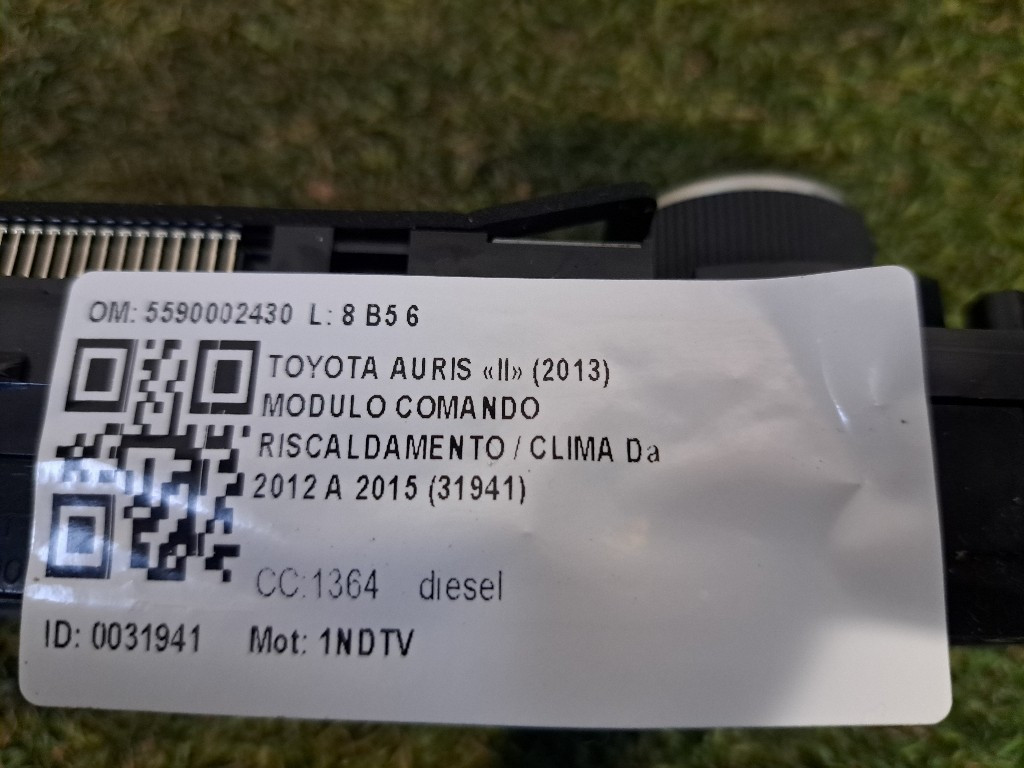 OM: 5590002430 L: 8 B5 6
TOYOTA AURIS «II» (2013)
MODULO COMANDO
RISCALDAMENTO / CLIMA Da
2012 A 2015 (31941)
CC:1364 diesel
ID: 0031941 Mot: 1NDTV